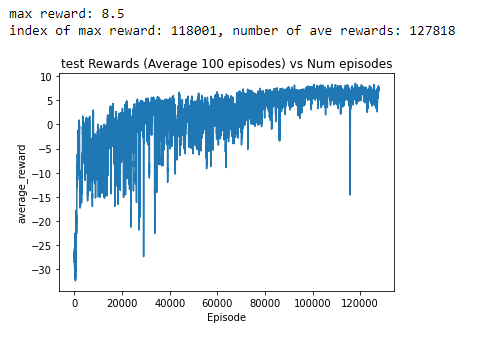 max reward: 8.5
index of max reward: 118001, number of ave rewards: 127818
test Rewards (Average 100 episodes) vs Num episodes
10
5
0
−5
−10
−15
−20
−25
−30
average_reward
0 20000 40000 60000 80000 100000 120000
Episode